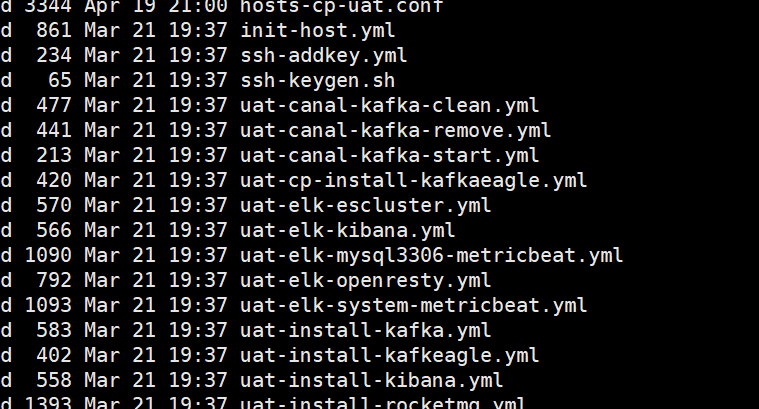 d 3344 Apr 19 21:00 hosts-cp-uat.conf
d  861 Mar 21 19:37 init-host.yml
d  234 Mar 21 19:37 ssh-addkey.yml
d   65 Mar 21 19:37 ssh-keygen.sh
d  477 Mar 21 19:37 uat-canal-kafka-clean.yml
d  441 Mar 21 19:37 uat-canal-kafka-remove.yml
d  213 Mar 21 19:37 uat-canal-kafka-start.yml
d  420 Mar 21 19:37 uat-cp-install-kafkaeagle.yml
d  570 Mar 21 19:37 uat-elk-escluster.yml
d  566 Mar 21 19:37 uat-elk-kibana.yml
d 1090 Mar 21 19:37 uat-elk-mysql3306-metricbeat.yml
d  792 Mar 21 19:37 uat-elk-openresty.yml
d 1093 Mar 21 19:37 uat-elk-system-metricbeat.yml
d  583 Mar 21 19:37 uat-install-kafka.yml
d  402 Mar 21 19:37 uat-install-kafkeagle.yml
d  558 Mar 21 19:37 uat-install-kibana.yml
d 1393 Mar 21 19:37 uat-install-rocketmq.yml